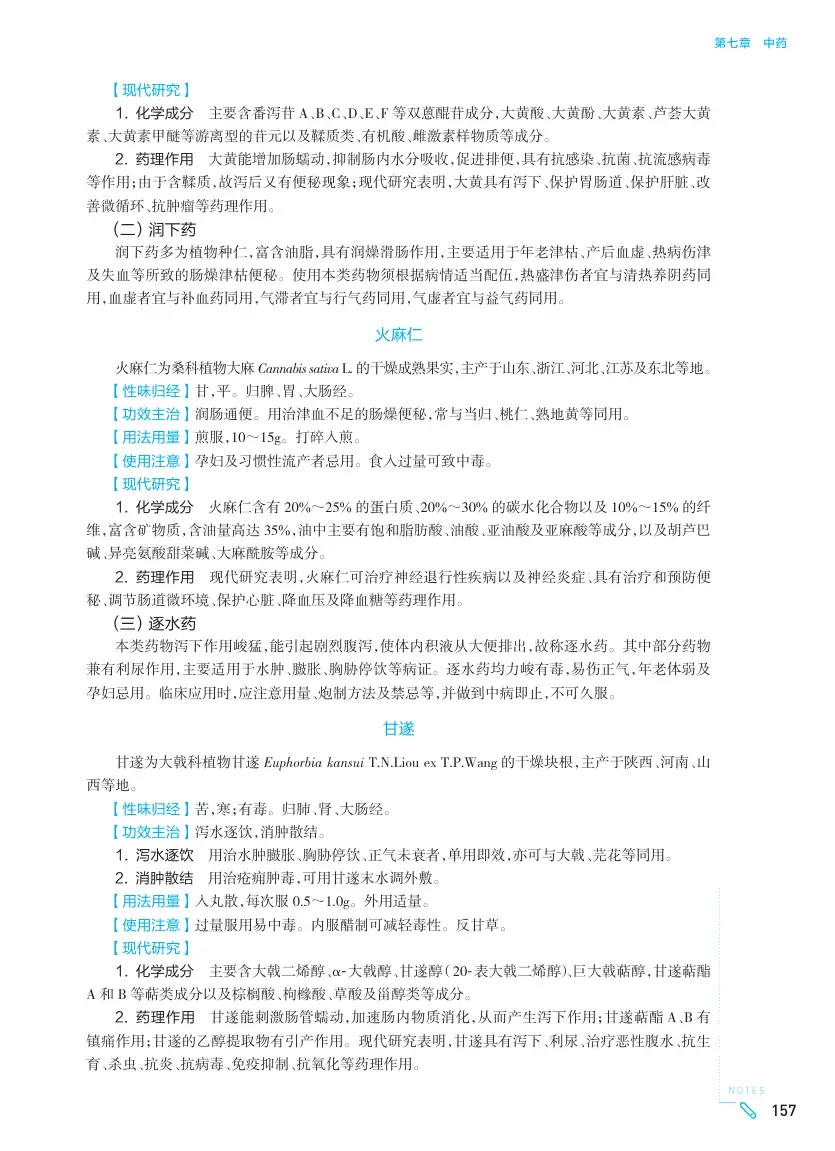 第七章 中药
【现代研究】
1. 化学成分 主要含番泻苷 A、B、C、D、E、F 等双蒽醌苷成分,大黄酸、大黄酚、大黄素、芦荟大黄
素、大黄素甲醚等游离型的苷元以及鞣质类、有机酸、雌激素样物质等成分。
2. 药理作用 大黄能增加肠蠕动,抑制肠内水分吸收,促进排便,具有抗感染、抗菌、抗流感病毒
等作用;由于含鞣质,故泻后又有便秘现象;现代研究表明,大黄具有泻下、保护胃肠道、保护肝脏、改
善微循环、抗肿瘤等药理作用。
(二)润下药
润下药多为植物种仁,富含油脂,具有润燥滑肠作用,主要适用于年老津枯、产后血虚、热病伤津
及失血等所致的肠燥津枯便秘。使用本类药物须根据病情适当配伍,热盛津伤者宜与清热养阴药同
用,血虚者宜与补血药同用,气滞者宜与行气药同用,气虚者宜与益气药同用。
火麻仁
火麻仁为桑科植物大麻 Cannabis sativa L. 的干燥成熟果实,主产于山东、浙江、河北、江苏及东北等地。
【性味归经】甘,平。归脾、胃、大肠经。
【功效主治】润肠通便。用治津血不足的肠燥便秘,常与当归、桃仁、熟地黄等同用。
【用法用量】煎服,10～15g。打碎入煎。
【使用注意】孕妇及习惯性流产者忌用。食入过量可致中毒。
【现代研究】
1. 化学成分 火麻仁含有 20%～25% 的蛋白质、20%～30% 的碳水化合物以及 10%～15% 的纤
维,富含矿物质,含油量高达 35%,油中主要有饱和脂肪酸、油酸、亚油酸及亚麻酸等成分,以及胡芦巴
碱、异亮氨酸甜菜碱、大麻酰胺等成分。
2. 药理作用 现代研究表明,火麻仁可治疗神经退行性疾病以及神经炎症、具有治疗和预防便
秘、调节肠道微环境、保护心脏、降血压及降血糖等药理作用。
(三)逐水药
本类药物泻下作用峻猛,能引起剧烈腹泻,使体内积液从大便排出,故称逐水药。其中部分药物
兼有利尿作用,主要适用于水肿、臌胀、胸胁停饮等病证。逐水药均力峻有毒,易伤正气,年老体弱及
孕妇忌用。临床应用时,应注意用量、炮制方法及禁忌等,并做到中病即止,不可久服。
甘遂
甘遂为大戟科植物甘遂 Euphorbia kansui T.N.Liou ex T.P.Wang 的干燥块根,主产于陕西、河南、山
西等地。
【性味归经】苦,寒;有毒。归肺、肾、大肠经。
【功效主治】泻水逐饮,消肿散结。
1. 泻水逐饮 用治水肿臌胀、胸胁停饮、正气未衰者,单用即效,亦可与大戟、芫花等同用。
2. 消肿散结 用治疮痈肿毒,可用甘遂末水调外敷。
【用法用量】入丸散,每次服 0.5～1.0g。外用适量。
【使用注意】过量服用易中毒。内服醋制可减轻毒性。反甘草。
【现代研究】
1. 化学成分 主要含大戟二烯醇、α- 大戟醇、甘遂醇(20- 表大戟二烯醇)、巨大戟萜醇,甘遂萜酯
A 和 B 等萜类成分以及棕榈酸、枸橼酸、草酸及甾醇类等成分。
2. 药理作用 甘遂能刺激肠管蠕动,加速肠内物质消化,从而产生泻下作用;甘遂萜酯 A、B 有
镇痛作用;甘遂的乙醇提取物有引产作用。现代研究表明,甘遂具有泻下、利尿、治疗恶性腹水、抗生
育、杀虫、抗炎、抗病毒、免疫抑制、抗氧化等药理作用。
NOTES
157